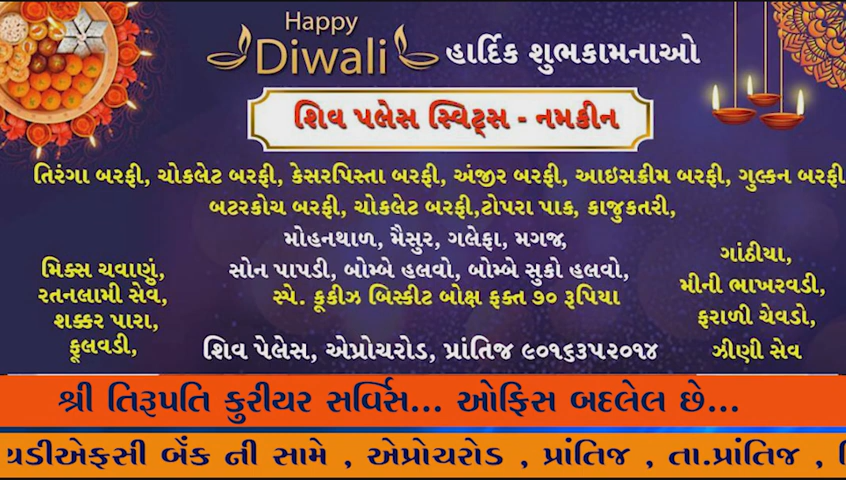 Happy
Diwali હાર્દિક શુભકામનાઓ
શિવ પલેસ સ્વિટ્સ - નમકીન
તિરંગા બરફી, ચોકલેટ બરફી, કેસરપિસ્તા બરફી, અંજીર બરફી, આઇસક્રીમ બરફી, ગુલ્કન બરફી
બટરકોચ બરફી, ચોકલેટ બરફી,ટોપરા પાક, કાજુકતરી,
મોહનથાળ, મૈસુર, ગલેફા, મગજ,
સોન પાપડી, બોમ્બે હલવો, બોમ્બે સુકો હલવો,
સ્પે. કૂકીઝ બિસ્કીટ બોક્ષ ફક્ત ૭૦ રૂપિયા
મિક્સ ચવાણું,
રતનલામી સેવ,
શક્કર પારા,
ફૂલવડી,
ગાંઠીયા,
મીની ભાખરવડી,
ફરાળી ચેવડો,
ઝીણી સેવ
શિવ પેલેસ, એપ્રોચરોડ, પ્રાંતિજ ૯૦૧૬૩૫૨૦૧૪
શ્રી તિરૂપતિ કુરીયર સર્વિસ... ઓફિસ બદલેલ છે...
ચડીએફસી બેંક ની સામે , એપ્રોચરોડ , પ્રાંતિજ , તા.પ્રાંતિજ ,